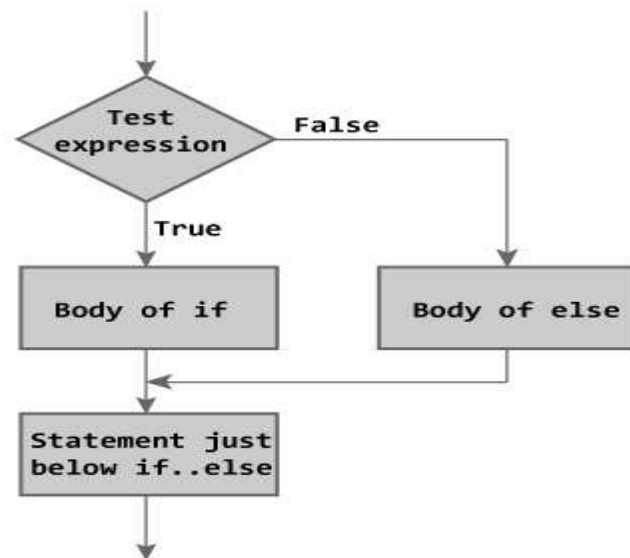 Test
expression
False
True
Body of if
Body of else
Statement just
below if..else